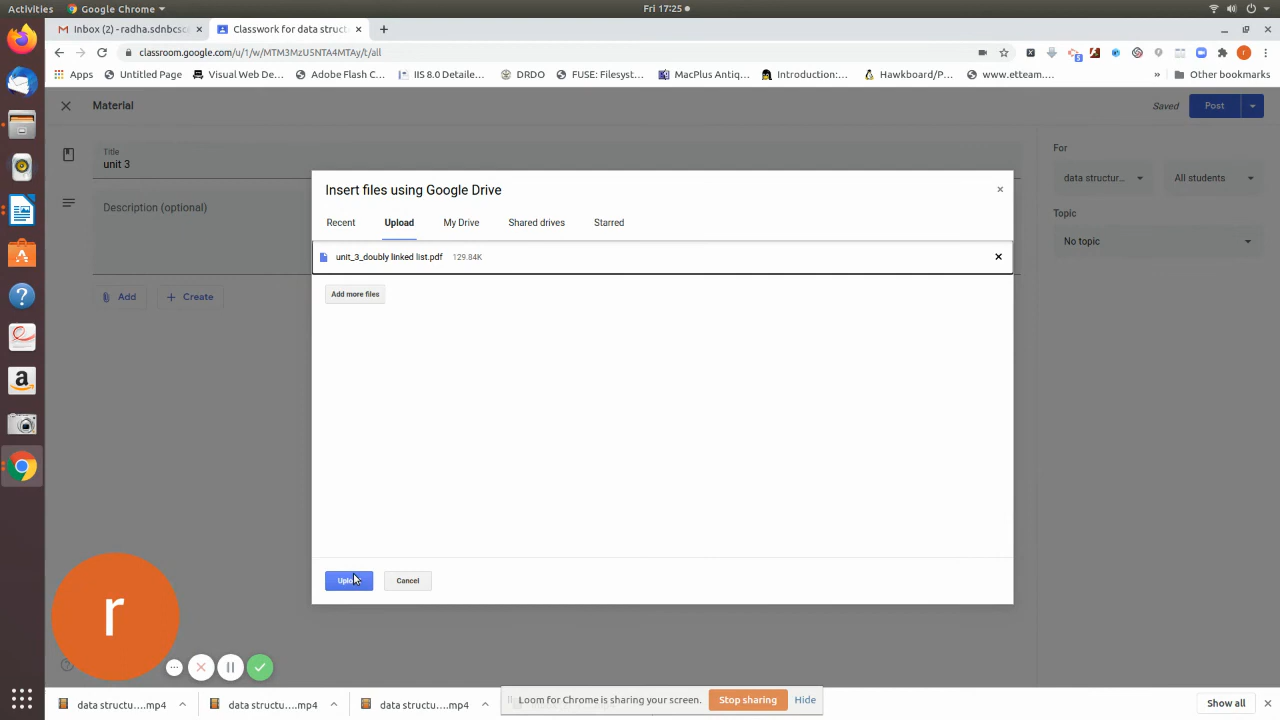 Activities
Google Chrome
Fri 17:25
Inbox (2) - radha.sdnbcsc
Classwork for data struct
classroom.google.com/u/1/w/MTM3MzU5NTA4MTAy/t/all
Apps
Untitled Page
Visual Web De...
Adobe Flash C...
IIS 8.0 Detaile...
DRDO
FUSE: Filesyst...
MacPlus Antiq...
Introduction:...
Hawkboard/P...
www.etteam....
»
Other bookmarks
Material
Saved
Post
Title
unit 3
Description (optional)
Add
Create
For
data structur...
All students
Topic
No topic
Insert files using Google Drive
Recent
Upload
My Drive
Shared drives
Starred
unit_3_doubly linked list.pdf 129.84K
Add more files
Upload
Cancel
r
Loom for Chrome is sharing your screen.
Stop sharing
Hide
data structu....mp4
data structu....mp4
data structu....mp4
Show all